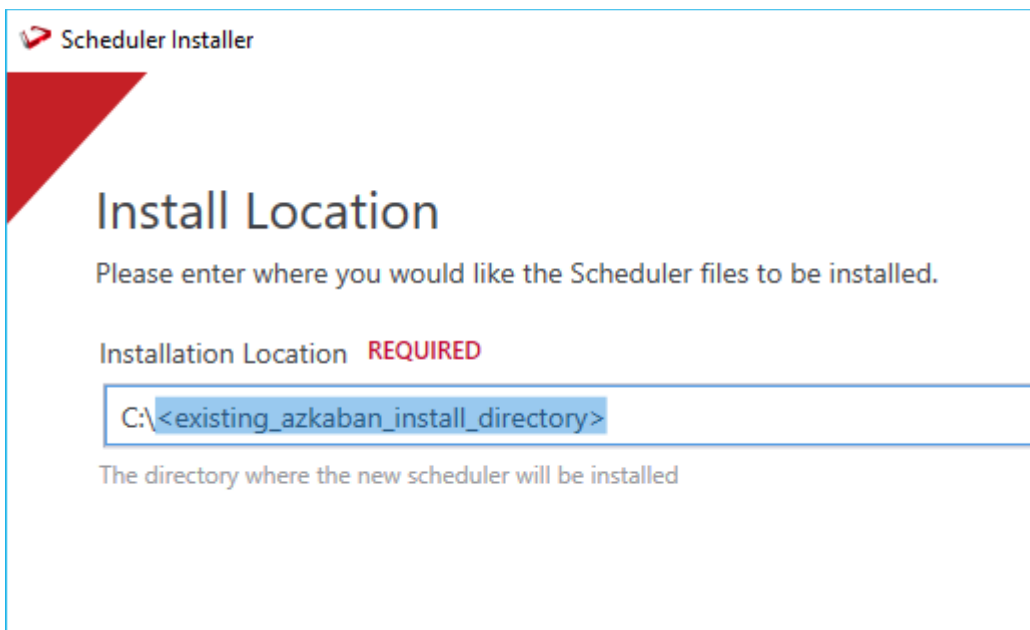 Scheduler Installer
Install Location
Please enter where you would like the Scheduler files to be installed.
Installation Location REQUIRED
C:\<existing_azkaban_install_directory>
The directory where the new scheduler will be installed